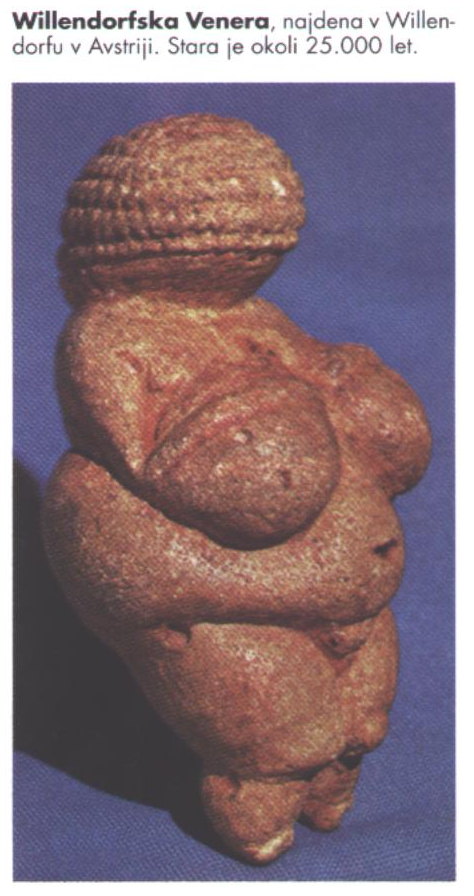 Willendorfska Venera, najdena v Willen-
dorfu v Avstriji. Stara je okoli 25.000 let.